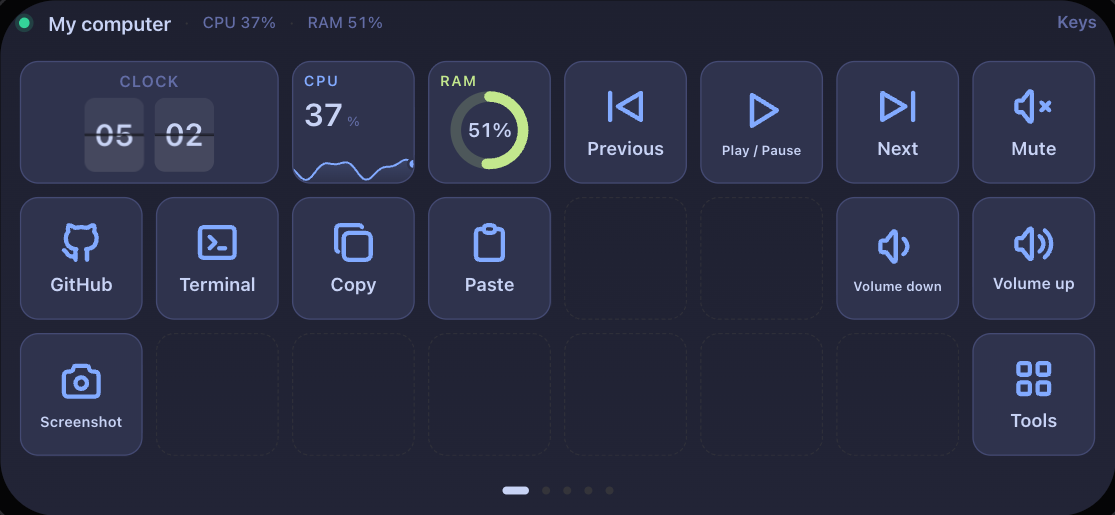 My computer · CPU 37% · RAM 51% Keys
CLOCK
05 02
CPU
37 %
RAM
51%
Previous
Play / Pause
Next
Mute
GitHub
Terminal
Copy
Paste
Volume down
Volume up
Screenshot
Tools